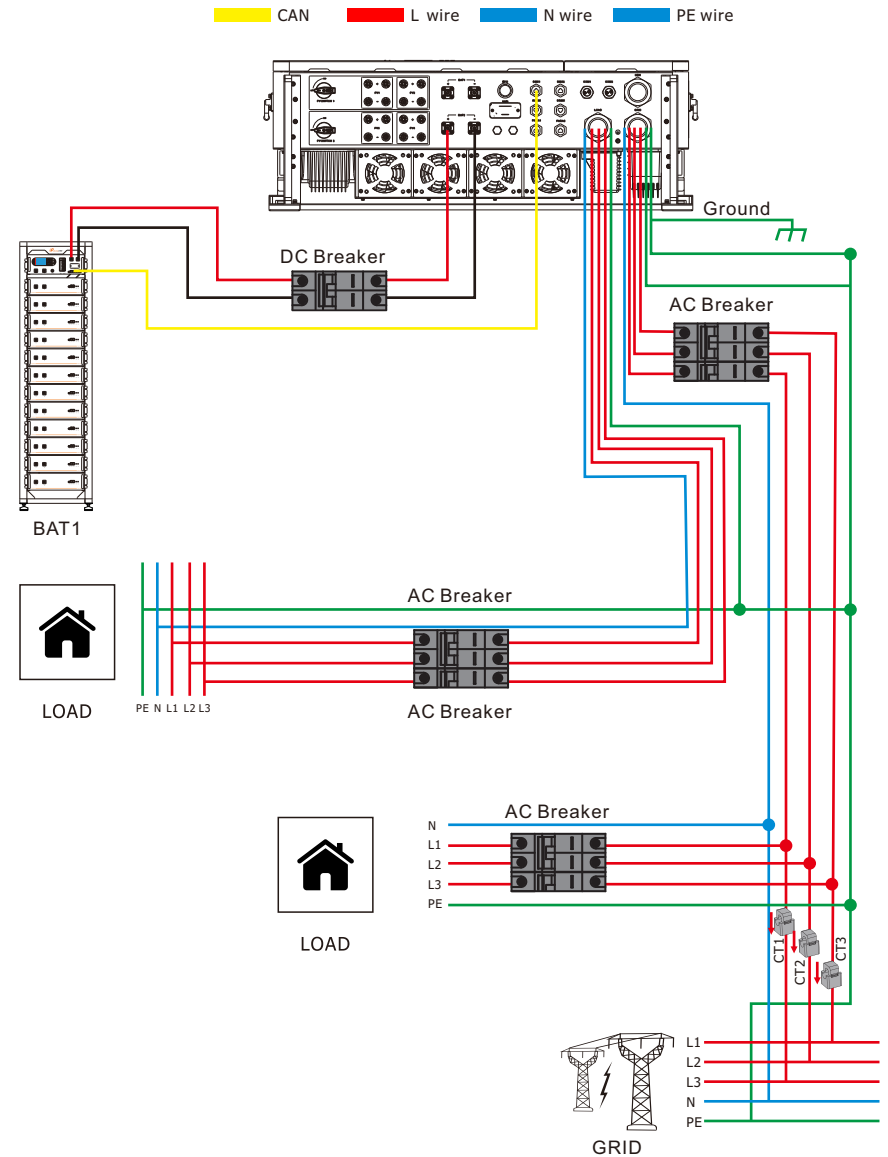 CAN
L wire
N wire
PE wire
Ground
DC Breaker
AC Breaker
BAT1
AC Breaker
LOAD
PE N L1 L2 L3
AC Breaker
AC Breaker
N
L1
L2
L3
PE
LOAD
CT1
CT2
CT3
L1
L2
L3
N
PE
GRID